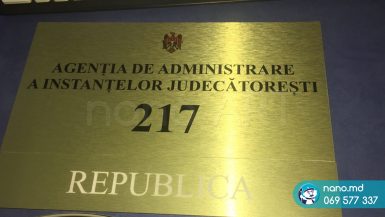 AGENȚIA DE ADMINISTRARE
A INSTANȚELOR JUDECĂTOREȘTI
217
REPUBLICA
nano.md
069 577 337